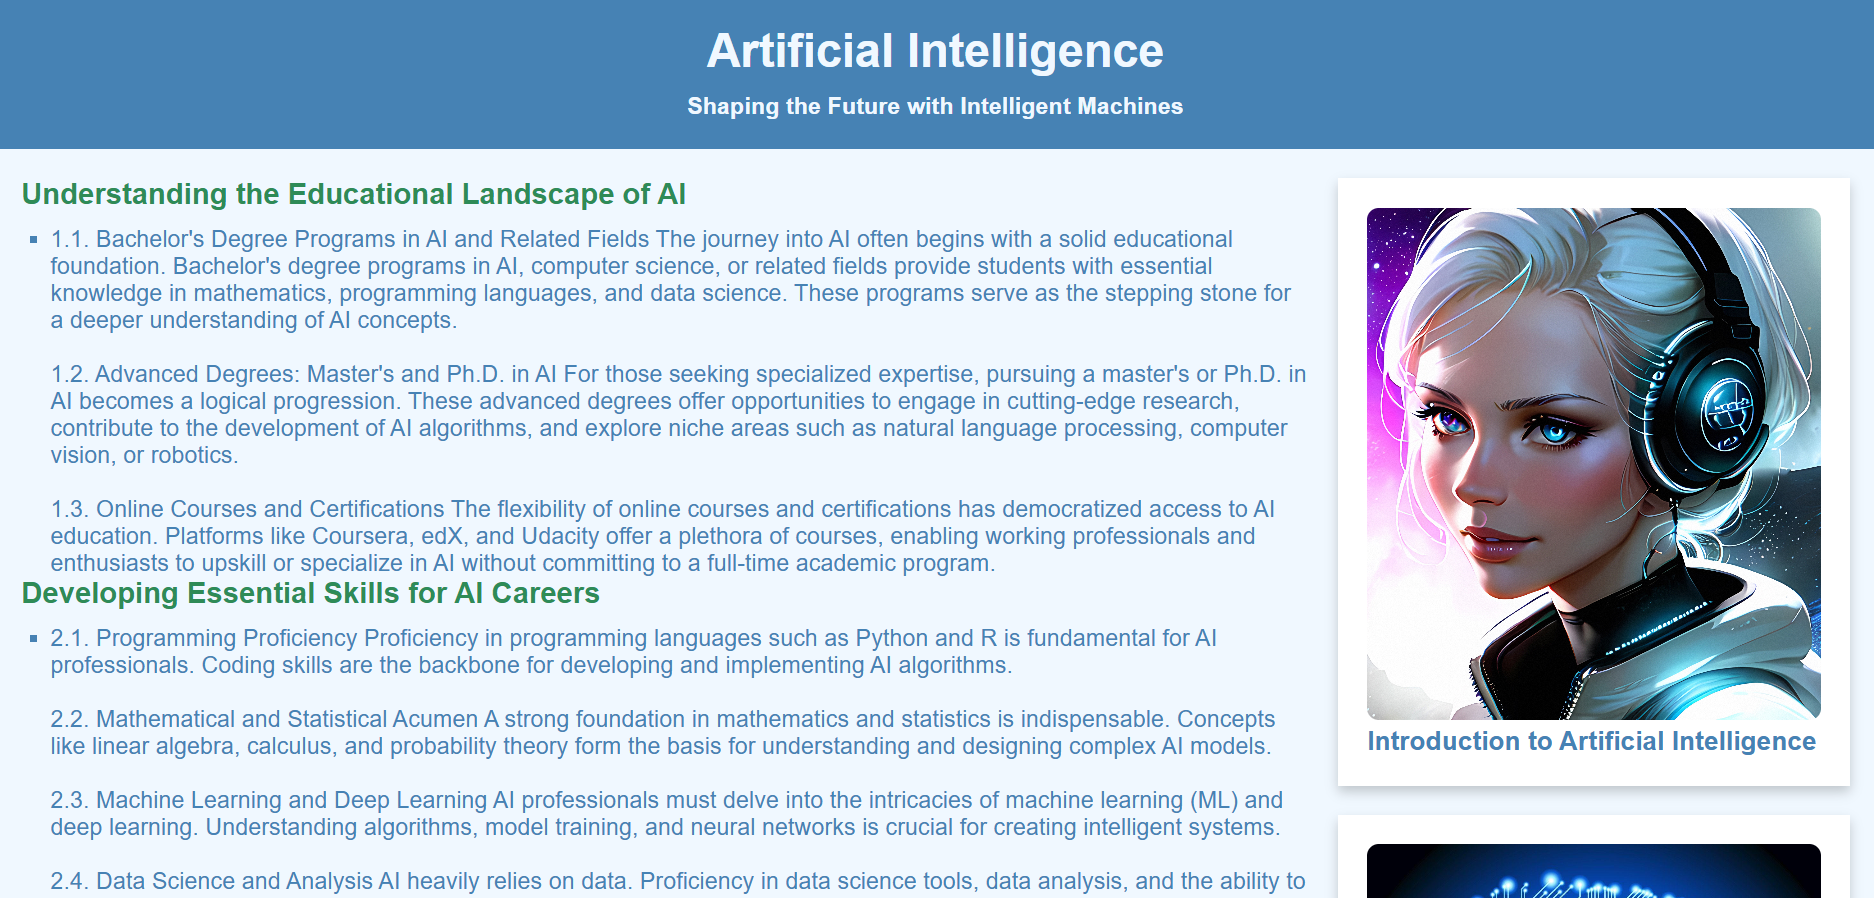 Artificial Intelligence
Shaping the Future with Intelligent Machines
Understanding the Educational Landscape of AI
1.1. Bachelor's Degree Programs in AI and Related Fields The journey into AI often begins with a solid educational
foundation. Bachelor's degree programs in AI, computer science, or related fields provide students with essential
knowledge in mathematics, programming languages, and data science. These programs serve as the stepping stone for
a deeper understanding of AI concepts.
1.2. Advanced Degrees: Master's and Ph.D. in AI For those seeking specialized expertise, pursuing a master's or Ph.D. in
AI becomes a logical progression. These advanced degrees offer opportunities to engage in cutting-edge research,
contribute to the development of AI algorithms, and explore niche areas such as natural language processing, computer
vision, or robotics.
1.3. Online Courses and Certifications The flexibility of online courses and certifications has democratized access to AI
education. Platforms like Coursera, edX, and Udacity offer a plethora of courses, enabling working professionals and
enthusiasts to upskill or specialize in AI without committing to a full-time academic program.
Developing Essential Skills for AI Careers
2.1. Programming Proficiency Proficiency in programming languages such as Python and R is fundamental for AI
professionals. Coding skills are the backbone for developing and implementing AI algorithms.
2.2. Mathematical and Statistical Acumen A strong foundation in mathematics and statistics is indispensable. Concepts
like linear algebra, calculus, and probability theory form the basis for understanding and designing complex AI models.
2.3. Machine Learning and Deep Learning AI professionals must delve into the intricacies of machine learning (ML) and
deep learning. Understanding algorithms, model training, and neural networks is crucial for creating intelligent systems.
2.4. Data Science and Analysis AI heavily relies on data. Proficiency in data science tools, data analysis, and the ability to
Introduction to Artificial Intelligence